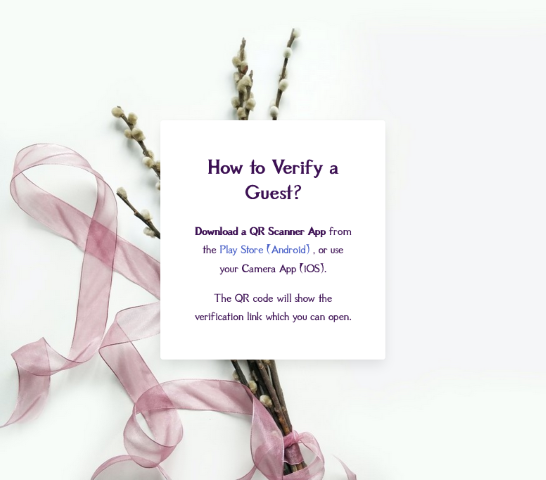 How to Verify a
Guest?
Download a QR Scanner App from
the Play Store (Android) , or use
your Camera App (iOS).
The QR code will show the
verification link which you can open.